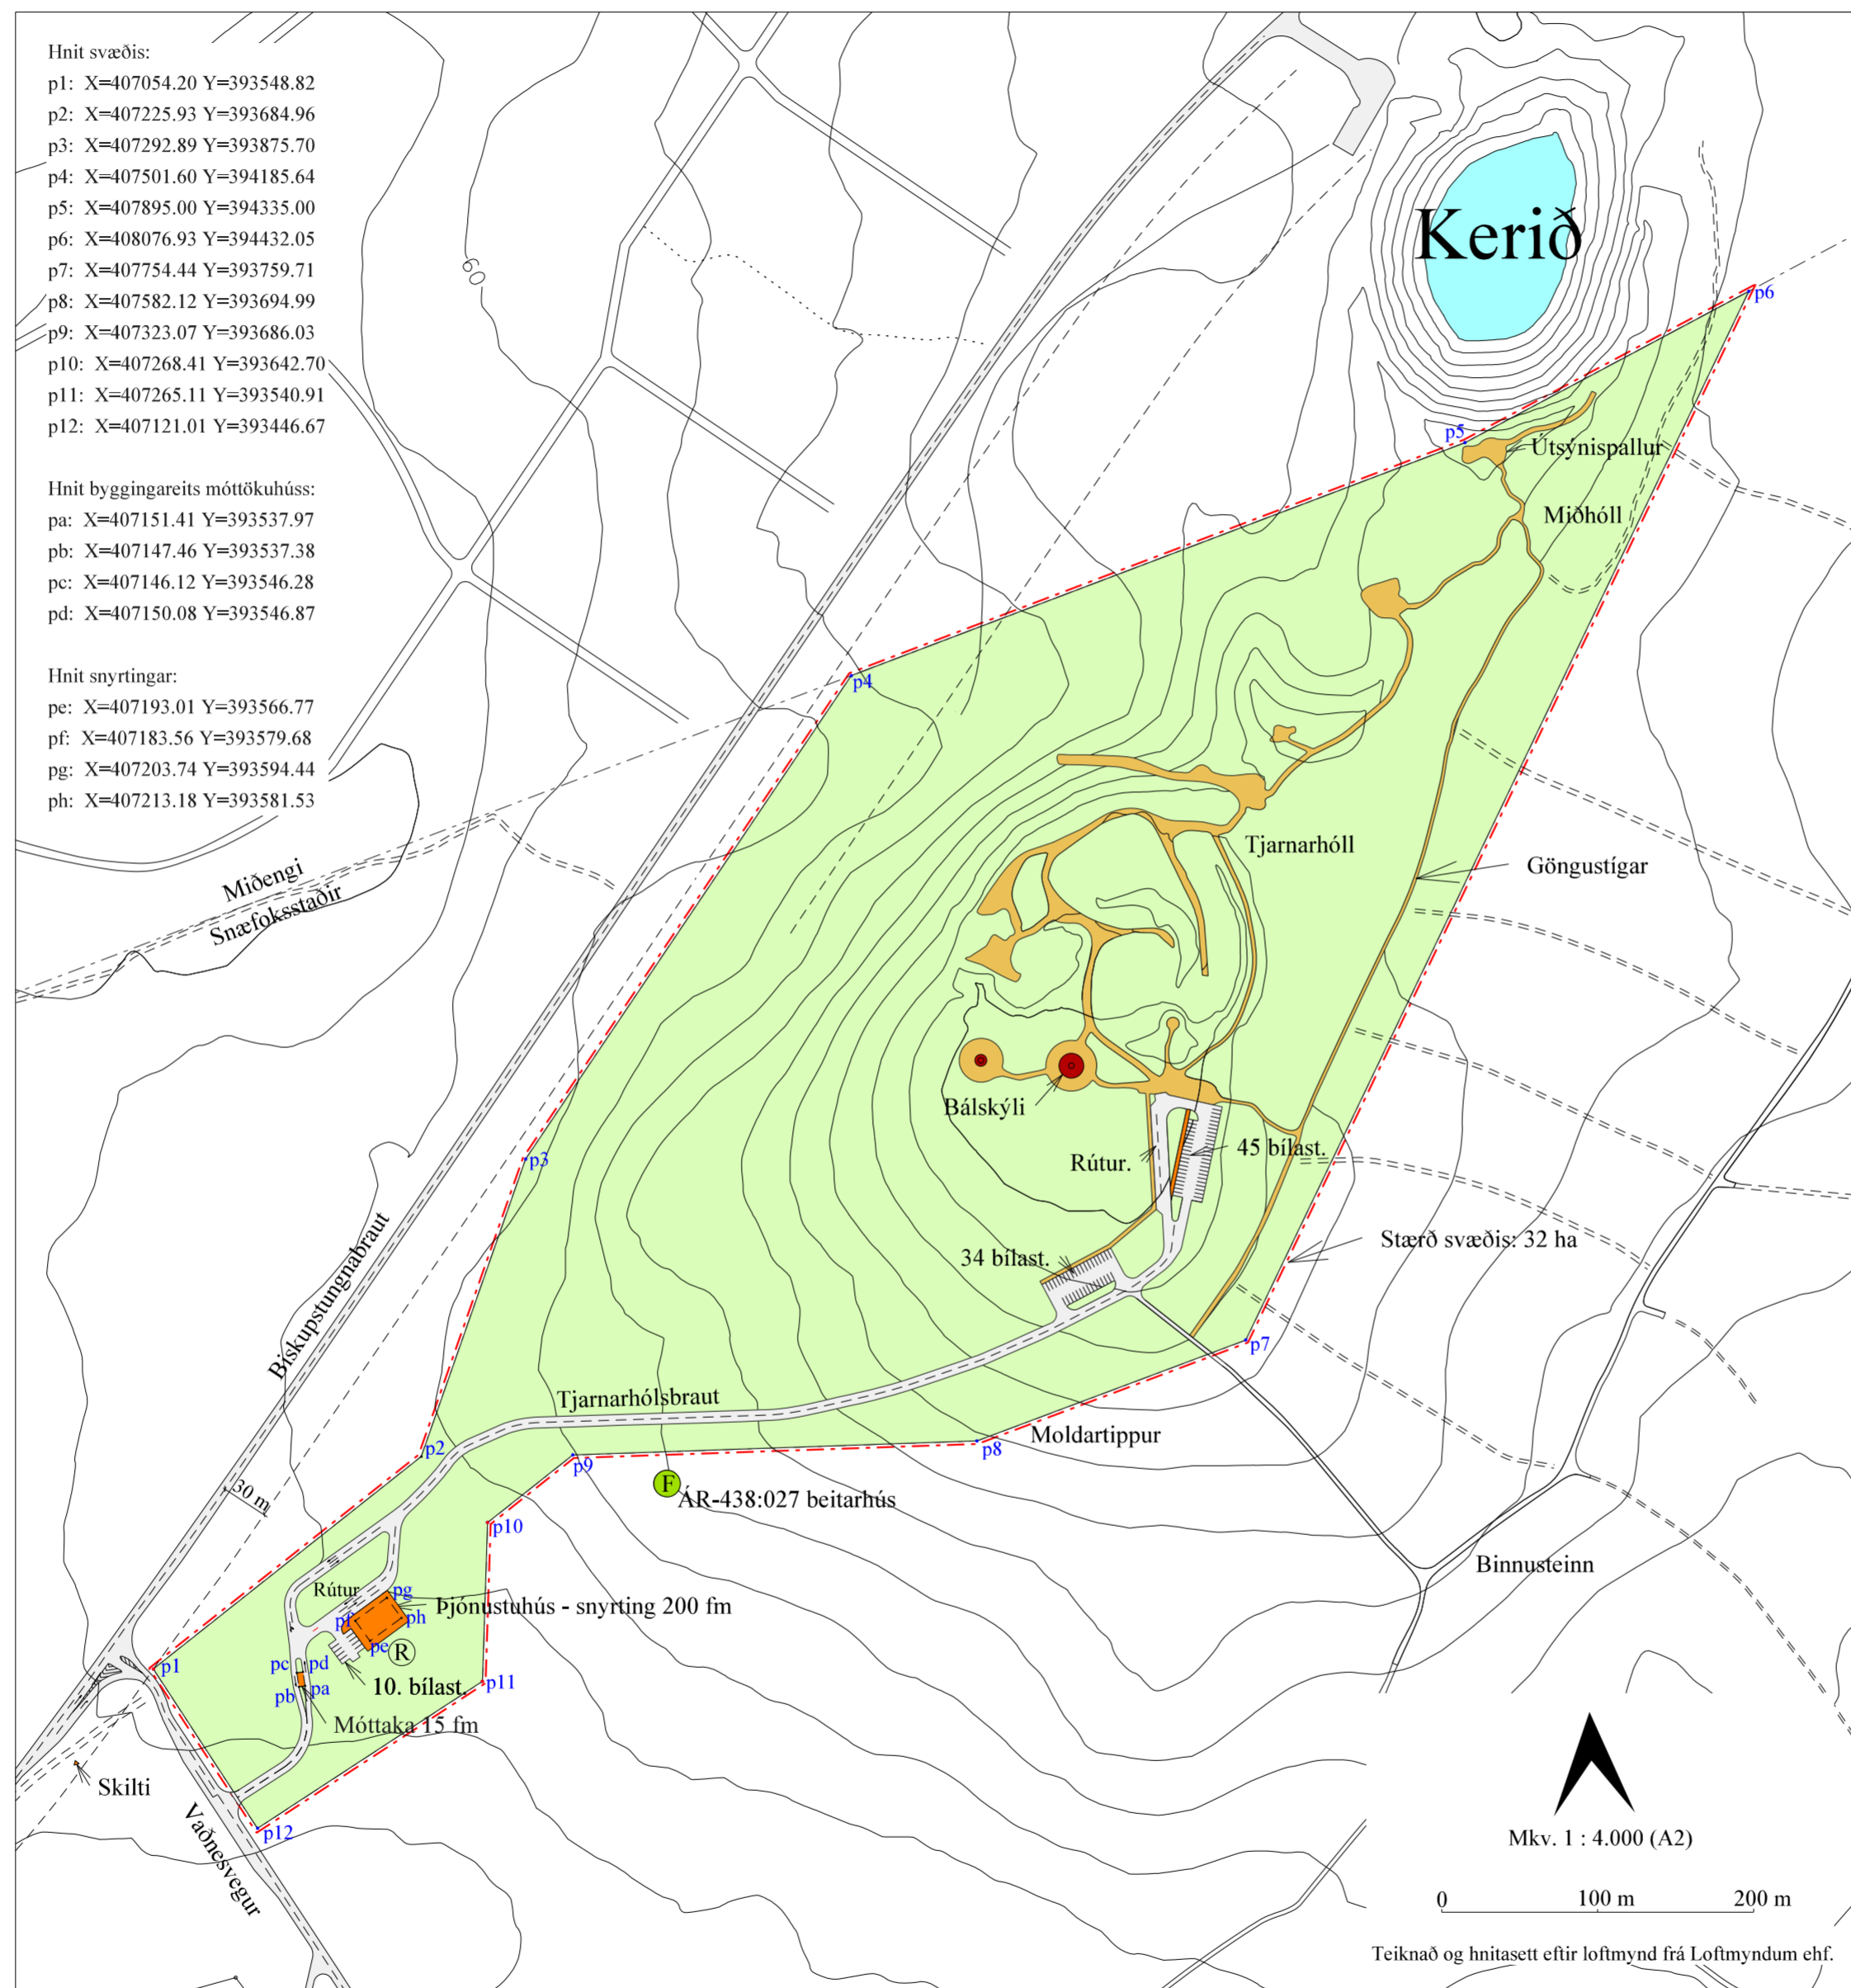 Hnit svæðis:
p1: X=407054.20 Y=393548.82
p2: X=407225.93 Y=393684.96
p3: X=407292.89 Y=393875.70
p4: X=407501.60 Y=394185.64
p5: X=407895.00 Y=394335.00
p6: X=408076.93 Y=394432.05
p7: X=407754.44 Y=393759.71
p8: X=407582.12 Y=393694.99
p9: X=407323.07 Y=393686.03
p10: X=407268.41 Y=393642.70
p11: X=407265.11 Y=393540.91
p12: X=407121.01 Y=393446.67
Hnit byggingareits móttökuhúss:
pa: X=407151.41 Y=393537.97
pb: X=407147.46 Y=393537.38
pc: X=407146.12 Y=393546.28
pd: X=407150.08 Y=393546.87
Hnit snyrtingar:
pe: X=407193.01 Y=393566.77
pf: X=407183.56 Y=393579.68
pg: X=407203.74 Y=393594.44
ph: X=407213.18 Y=393581.53
60
Kerið
p6
p5
Útsýnispallur
Miðhóll
p4
Tjarnarhóll
Göngustígar
Miðengi
Snæfoksstaðir
Bálskýli
Rútur.
45 bílast.
p3
34 bílast.
Stærð svæðis: 32 ha
Biskupstungnabraut
p7
Tjarnarhólsbraut
Moldartippur
p2
p8
p9
F
ÁR-438:027 beitarhús
30 m
p10
Binnusteinn
Rútur
pg
Þjónustuhús - snyrting 200 fm
pf
ph
pe
R
p1
pc
pd
pb
pa
10. bílast.
p11
Móttaka 15 fm
Skilti
p12
Vaðnesvegur
Mkv. 1 : 4.000 (A2)
0 100 m 200 m
Teiknað og hnitasett eftir loftmynd frá Loftmyndum ehf.